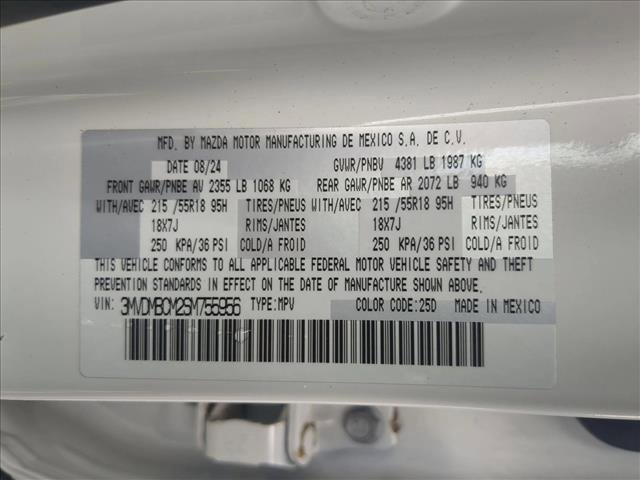 MFD. BY MAZDA MOTOR MANUFACTURING DE MEXICO S.A. DE C.V.
DATE 08/24 GVWR/PNBV 4381 LB 1987 KG
FRONT GAWR/PNBE AV 2355 LB 1068 KG REAR GAWR/PNBE AR 2072 LB 940 KG
WITH/AVEC 215 /55R18 95H TIRES/PNEUS WITH/AVEC 215 /55R18 95H TIRES/PNEUS
18X7J RIMS/JANTES 18X7J RIMS/JANTES
250 KPA/36 PSI COLD/A FROID 250 KPA/36 PSI COLD/A FROID
THIS VEHICLE CONFORMS TO ALL APPLICABLE FEDERAL MOTOR VEHICLE SAFETY AND THEFT
PREVENTION STANDARDS IN EFFECT ON THE DATE OF MANUFACTURE SHOWN ABOVE.
VIN: 3MVDMBCM2SM755956 TYPE:MPV COLOR CODE:25D MADE IN MEXICO